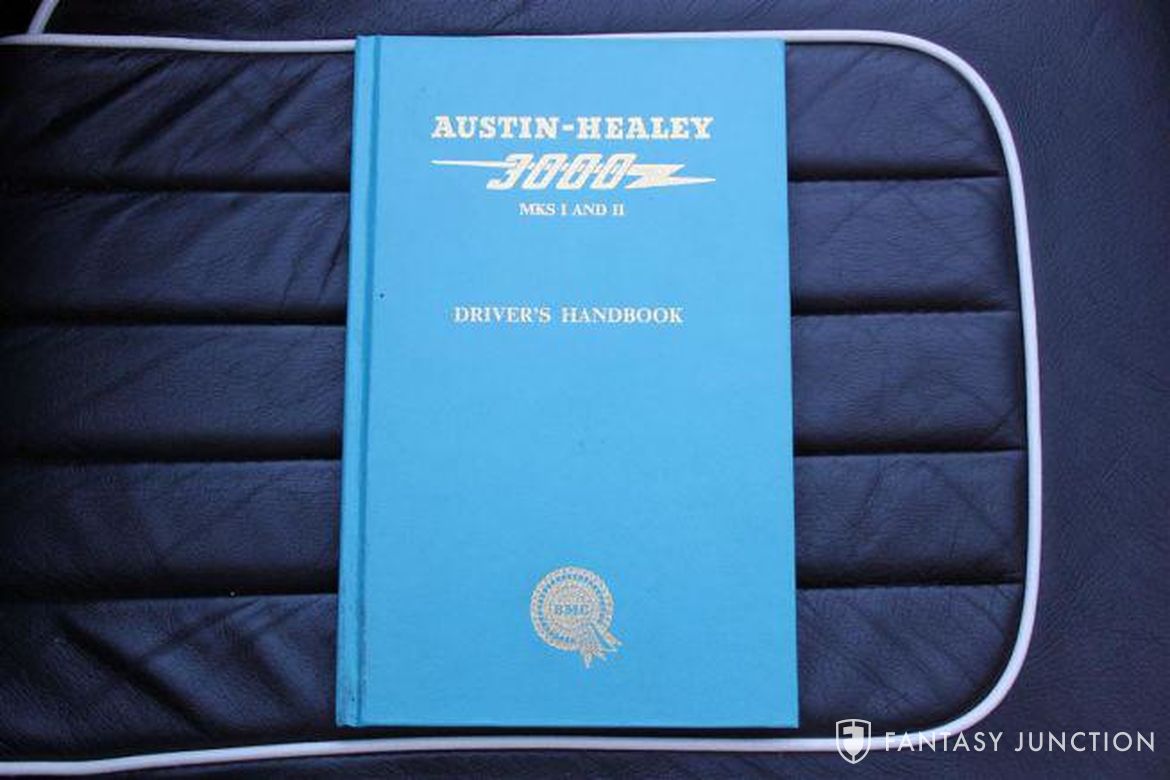 AUSTIN-HEALEY
3000
MKS I AND II
DRIVER'S HANDBOOK
BMC
FANTASY JUNCTION